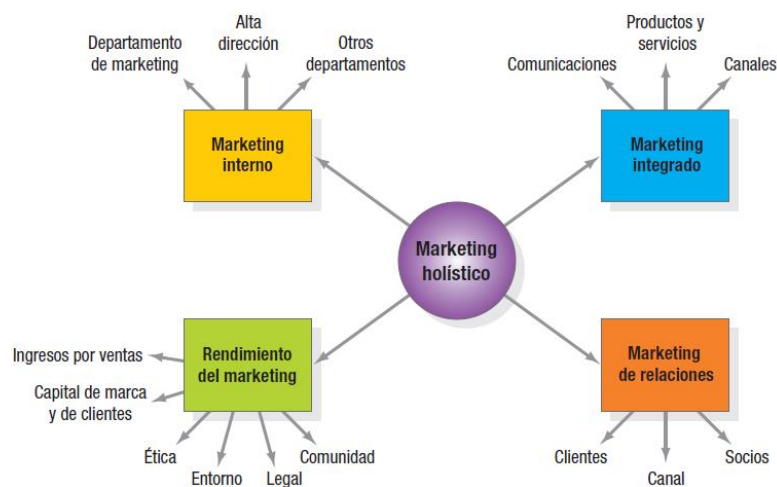 Departamento
de marketing
Alta
dirección
Otros
departamentos
Marketing
interno
Comunicaciones
Productos y
servicios
Canales
Marketing
integrado
Marketing
holístico
Ingresos por ventas
Capital de marca
y de clientes
Rendimiento
del marketing
Ética
Entorno
Legal
Comunidad
Marketing
de relaciones
Clientes
Canal
Socios